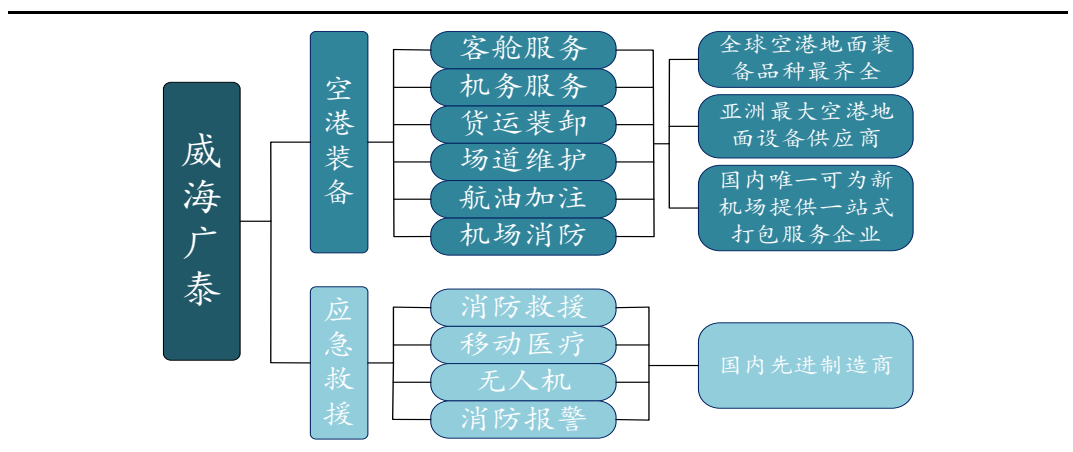 威海广泰
空港装备
客舱服务
机务服务
货运装卸
场道维护
航油加注
机场消防
全球空港地面装
备品种最齐全
亚洲最大空港地
面设备供应商
国内唯一可为新
机场提供一站式
打包服务企业
应急救援
消防救援
移动医疗
无人机
消防报警
国内先进制造商